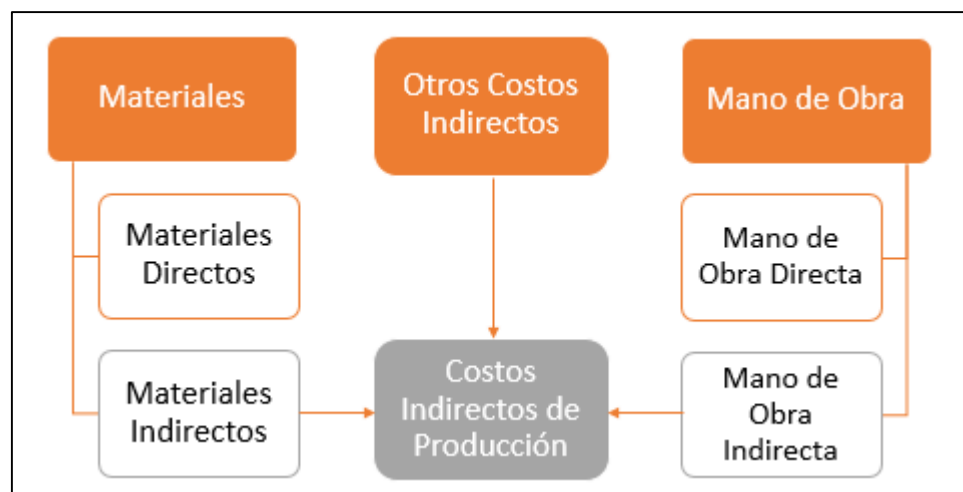 Materiales
Otros Costos
Indirectos
Mano de Obra
Materiales
Directos
Mano de
Obra Directa
Materiales
Indirectos
Costos
Indirectos de
Producción
Mano de
Obra
Indirecta